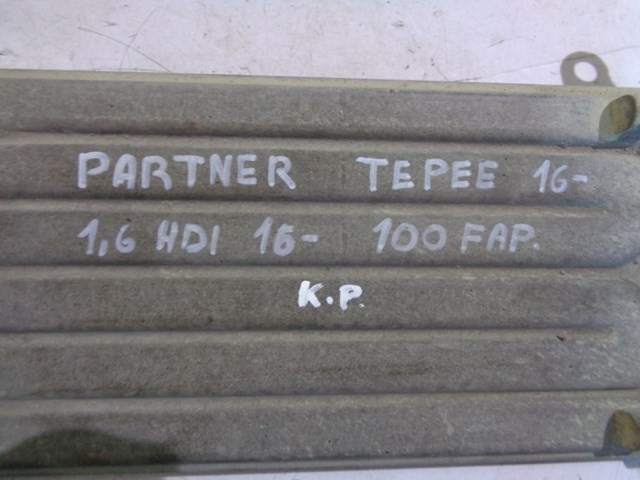 PARTNER TEPEE 16-
1,6 HDI 16- 100 FAP.
K.P.